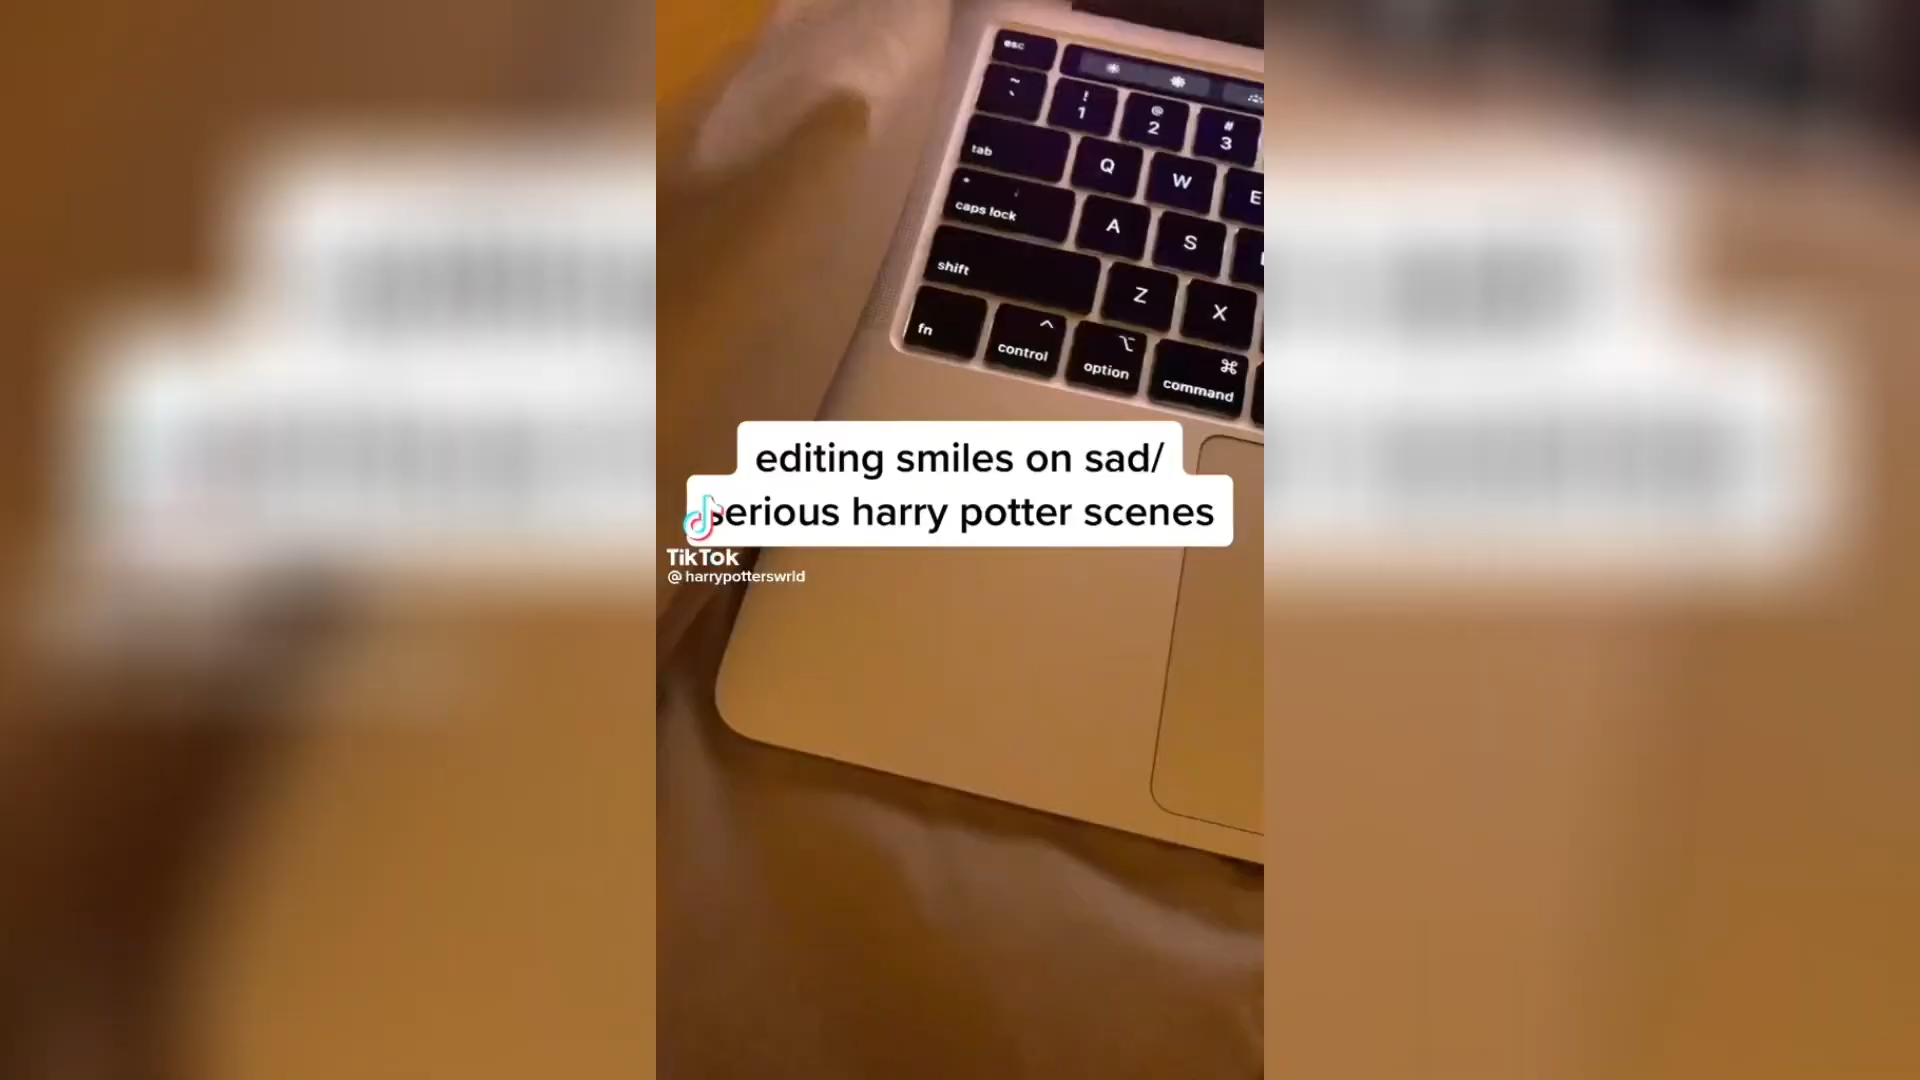 esc
~
`
!
1
@
2
#
3
tab
Q
W
E
caps lock
A
S
shift
Z
X
fn
control
option
command
editing smiles on sad/
serious harry potter scenes
TikTok
@harrypotterswrld